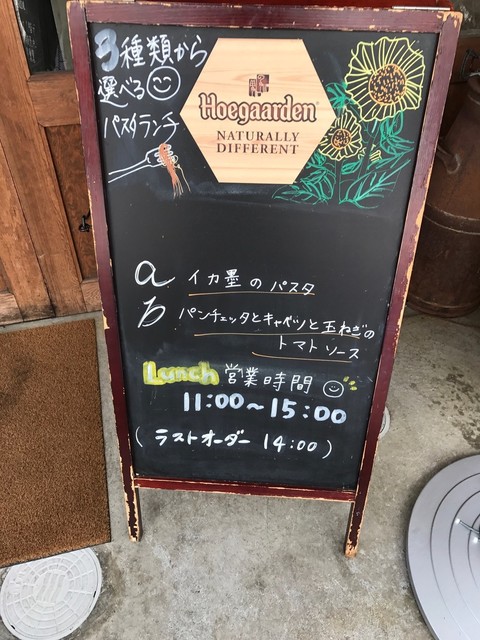 3種類から
選べる
パスタランチ
Hoegaarden
NATURALLY
DIFFERENT
a イカ墨のパスタ
b パンチェッタとキャベツと玉ねぎの
トマトソース
Lunch 営業時間
11:00～15:00
(ラストオーダー 14:00)